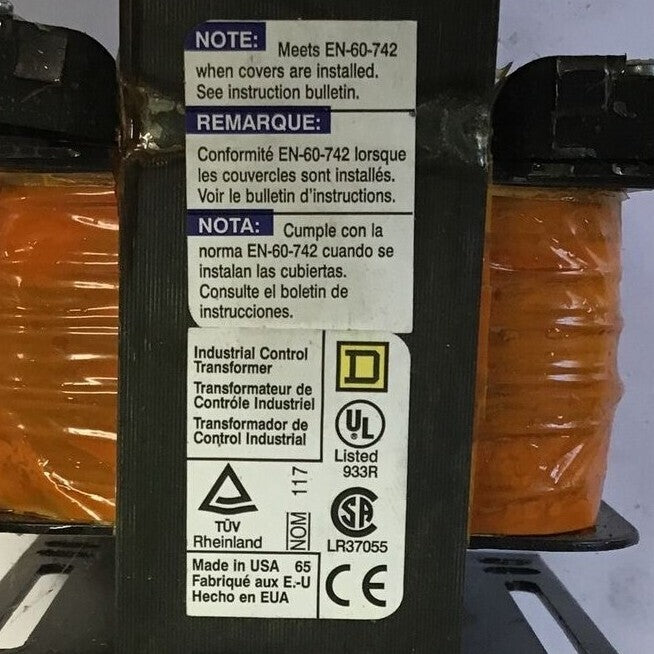 NOTE: Meets EN-60-742
when covers are installed.
See instruction bulletin.
REMARQUE:
Conformité EN-60-742 lorsque
les couvercles sont installés.
Voir le bulletin d'instructions.
NOTA: Cumple con la
norma EN-60-742 cuando se
instalan las cubiertas.
Consulte el boletin de
instrucciones.
Industrial Control
Transformer
Transformateur de
Contrôle Industriel
Transformador de
Control Industrial
D
UL
Listed
933R
TÜV
Rheinland
NOM 117
SA
LR37055
Made in USA 65
Fabriqué aux E.-U
Hecho en EUA
CE